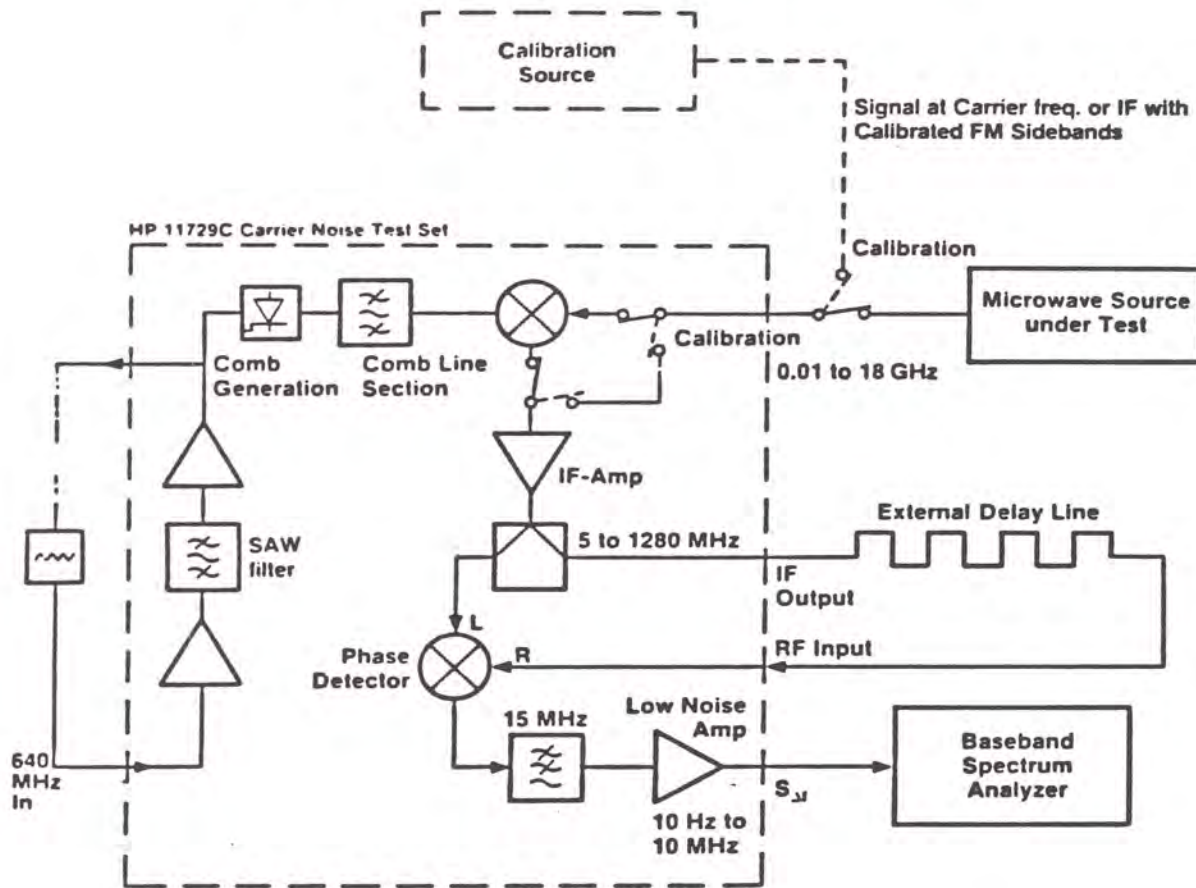 Calibration
Source
Signal at Carrier freq. or IF with
Calibrated FM Sidebands
HP 11729C Carrier Noise Test Set
Calibration
Microwave Source
under Test
Comb
Generation
Comb Line
Section
Calibration
0.01 to 18 GHz
IF-Amp
External Delay Line
SAW
filter
5 to 1280 MHz
IF
Output
L
Phase
Detector
R
RF Input
15 MHz
Low Noise
Amp
640
MHz
In
Baseband
Spectrum
Analyzer
S
10 Hz to
10 MHz